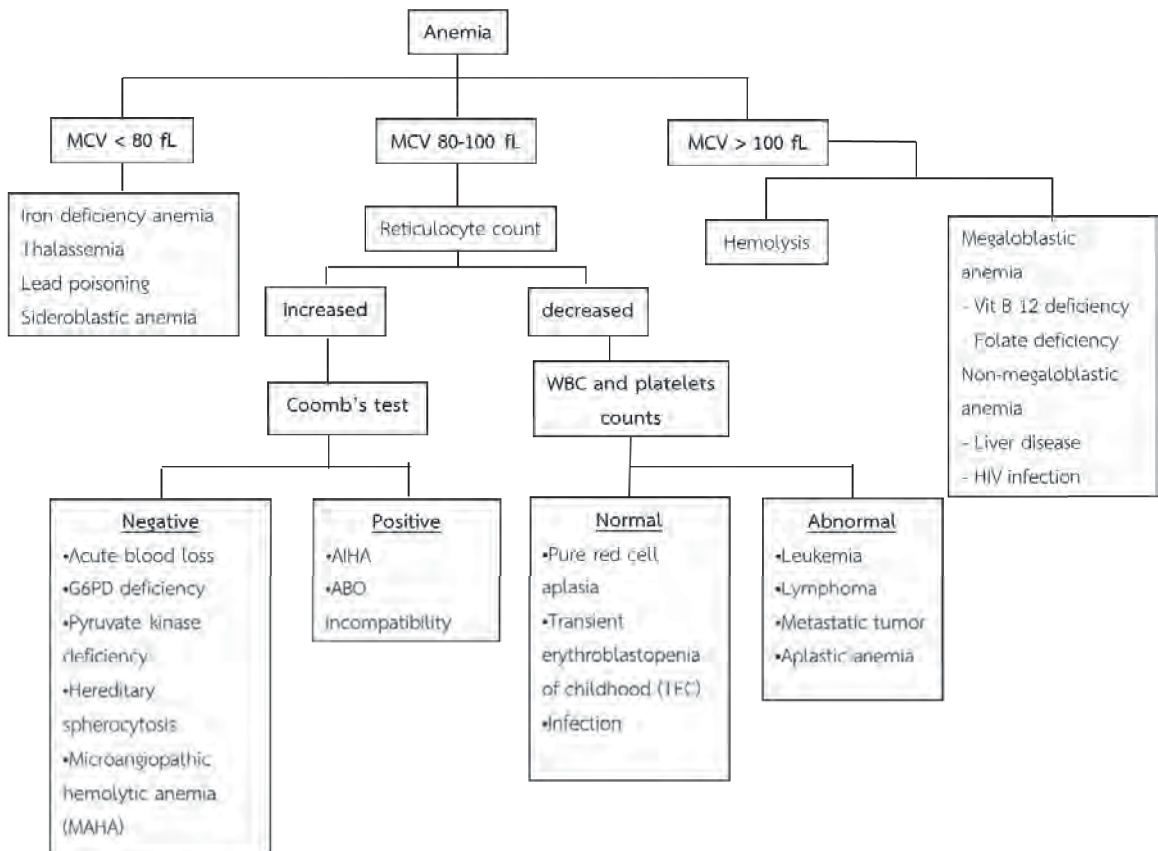 Anemia
MCV < 80 fL
MCV 80-100 fL
MCV > 100 fL
Iron deficiency anemia
Thalassemia
Lead poisoning
Sideroblastic anemia
Reticulocyte count
Hemolysis
Megaloblastic
anemia
- Vit B 12 deficiency
- Folate deficiency
Non-megaloblastic
anemia
- Liver disease
- HIV infection
increased
decreased
Coomb's test
WBC and platelets
counts
Negative
•Acute blood loss
•G6PD deficiency
•Pyruvate kinase
deficiency
•Hereditary
spherocytosis
•Microangiopathic
hemolytic anemia
(MAHA)
Positive
•AIHA
•ABO
incompatibility
Normal
•Pure red cell
aplasia
•Transient
erythroblastopenia
of childhood (TEC)
•Infection
Abnormal
•Leukemia
•Lymphoma
•Metastatic tumor
•Aplastic anemia